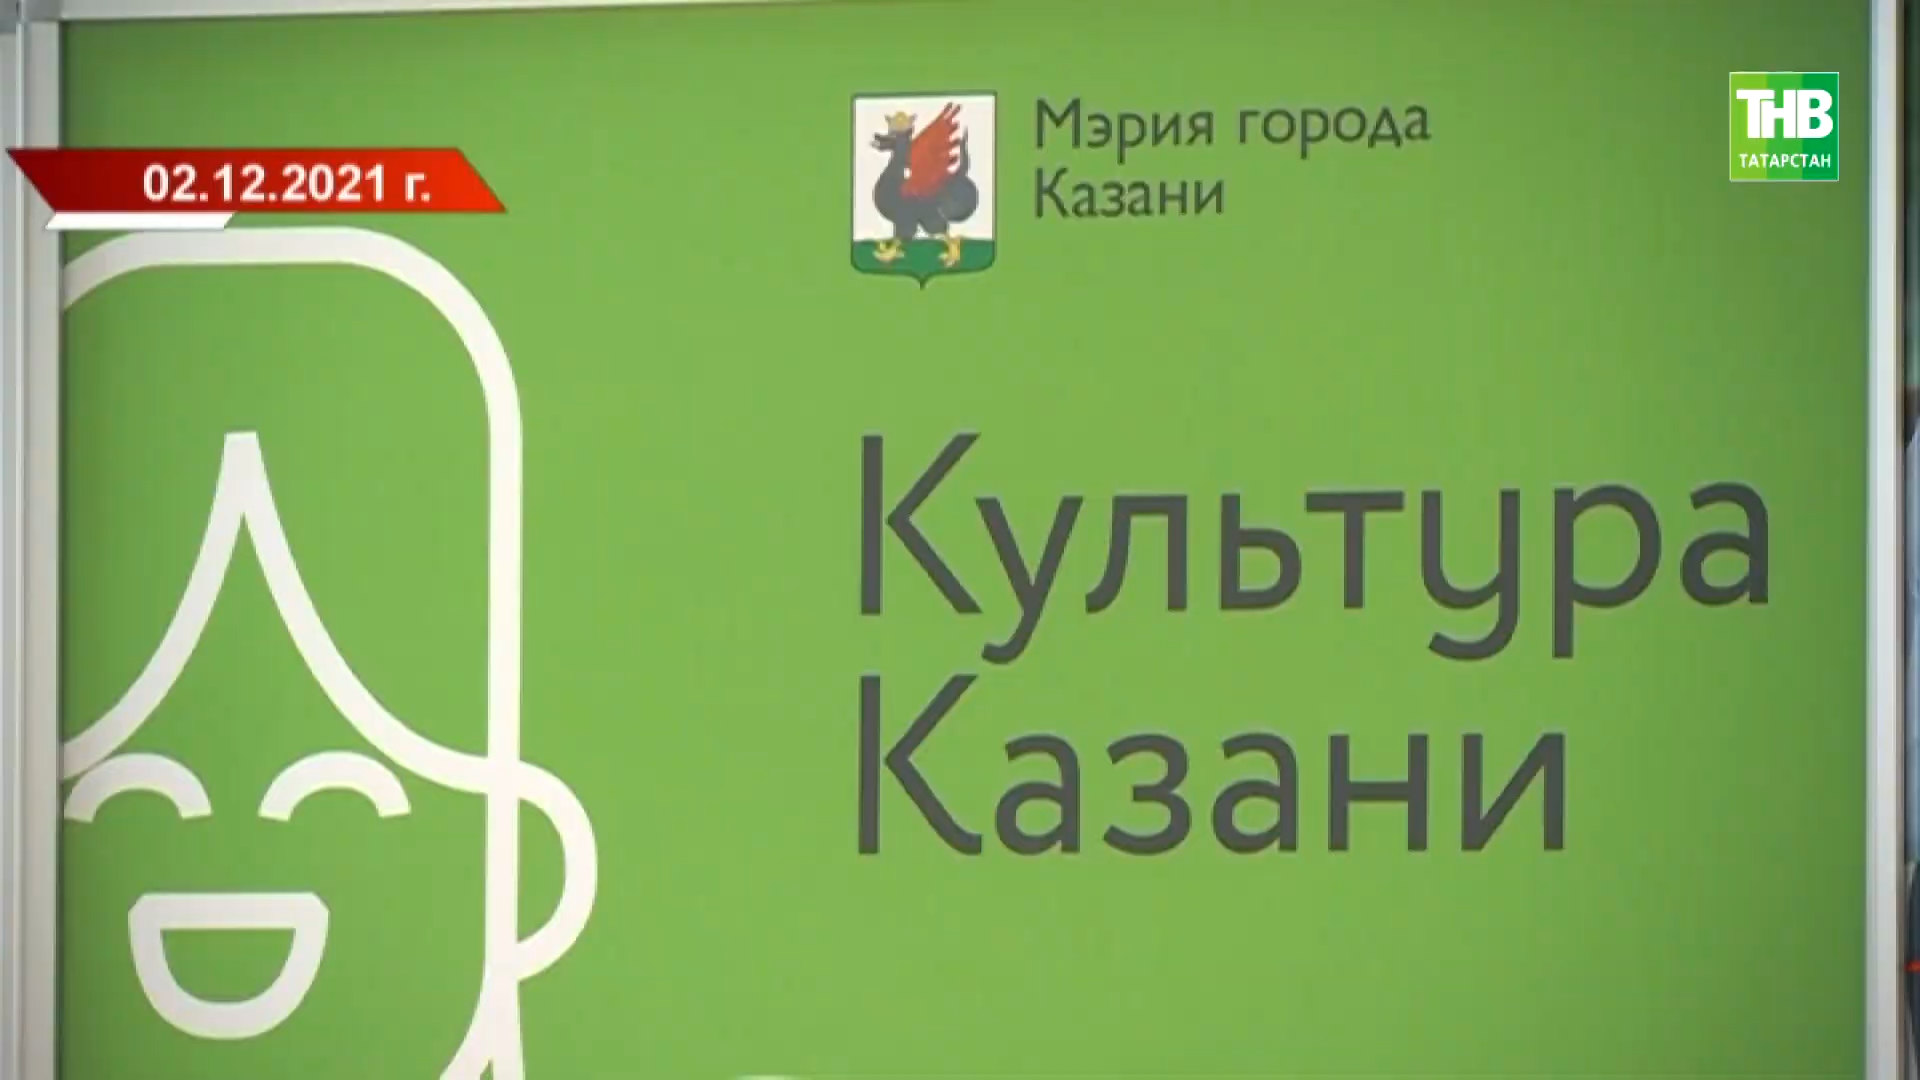 Мэрия города
Казани
ТНВ
ТАТАРСТАН
02.12.2021 г.
Культура
Казани